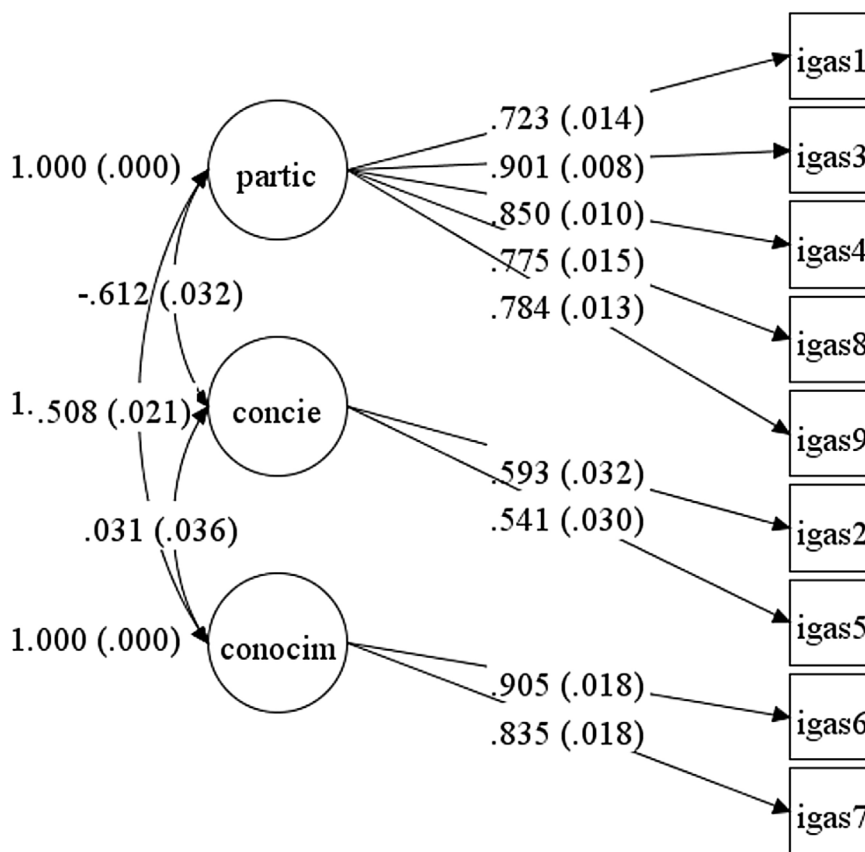 igas1
.723 (.014)
igas3
1.000 (.000)
partic
.901 (.008)
.850 (.010)
igas4
.775 (.015)
-.612 (.032)
.784 (.013)
igas8
1.
.508 (.021)
concie
igas9
.593 (.032)
.541 (.030)
igas2
.031 (.036)
1.000 (.000)
conocim
igas5
.905 (.018)
.835 (.018)
igas6
igas7